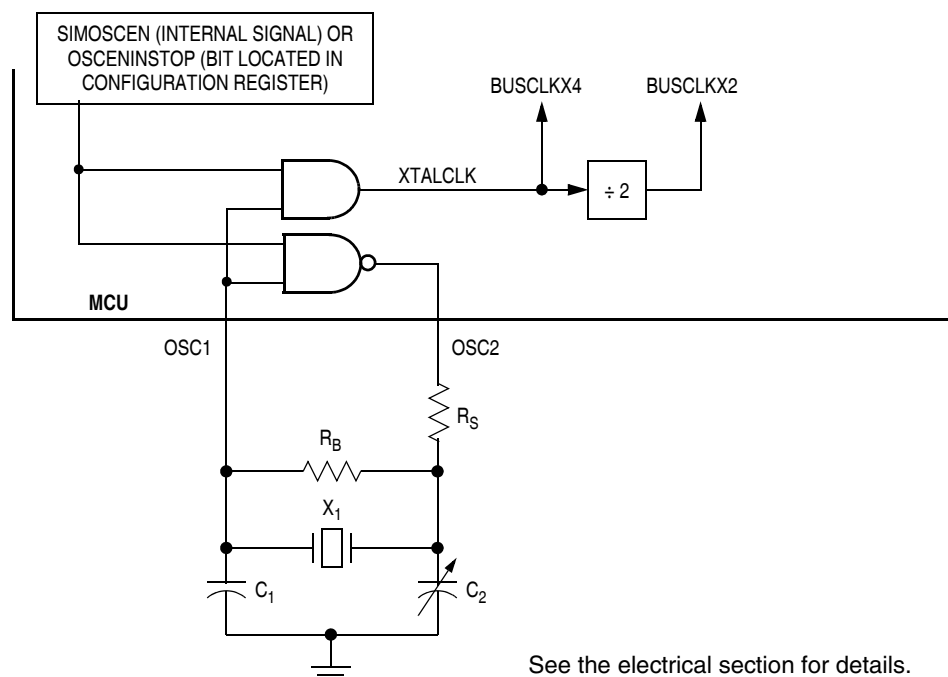 SIMOSCEN (INTERNAL SIGNAL) OR
OSCENINSTOP (BIT LOCATED IN
CONFIGURATION REGISTER)
BUSCLKX4
BUSCLKX2
XTALCLK
÷ 2
MCU
OSC1
OSC2
RS
RB
X1
C1
C2
See the electrical section for details.